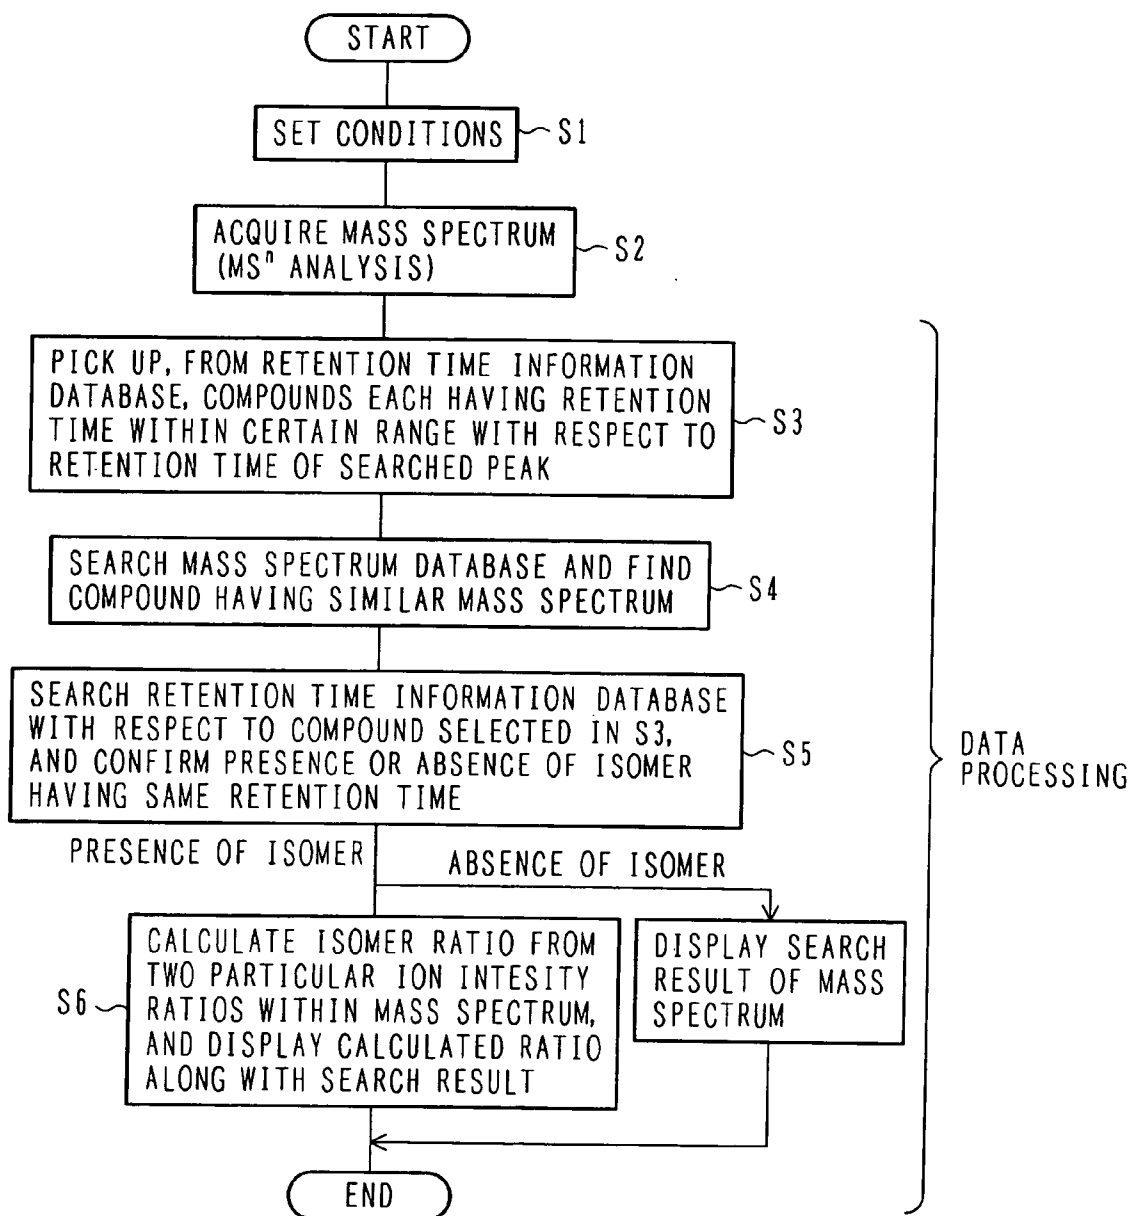 START
SET CONDITIONS
S1
ACQUIRE MASS SPECTRUM
(MSⁿ ANALYSIS)
S2
PICK UP, FROM RETENTION TIME INFORMATION
DATABASE, COMPOUNDS EACH HAVING RETENTION
TIME WITHIN CERTAIN RANGE WITH RESPECT TO
RETENTION TIME OF SEARCHED PEAK
S3
SEARCH MASS SPECTRUM DATABASE AND FIND
COMPOUND HAVING SIMILAR MASS SPECTRUM
S4
SEARCH RETENTION TIME INFORMATION DATABASE
WITH RESPECT TO COMPOUND SELECTED IN S3,
AND CONFIRM PRESENCE OR ABSENCE OF ISOMER
HAVING SAME RETENTION TIME
S5
DATA
PROCESSING
PRESENCE OF ISOMER
ABSENCE OF ISOMER
CALCULATE ISOMER RATIO FROM
TWO PARTICULAR ION INTESITY
RATIOS WITHIN MASS SPECTRUM,
AND DISPLAY CALCULATED RATIO
ALONG WITH SEARCH RESULT
S6
DISPLAY SEARCH
RESULT OF MASS
SPECTRUM
END